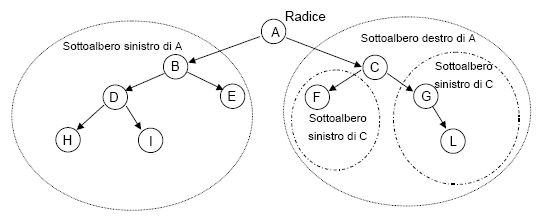 Radice
A
Sottoalbero sinistro di A
Sottoalbero destro di A
B
C
Sottoalbero
sinistro di C
D
E
F
G
Sottoalbero
sinistro di C
H
I
L